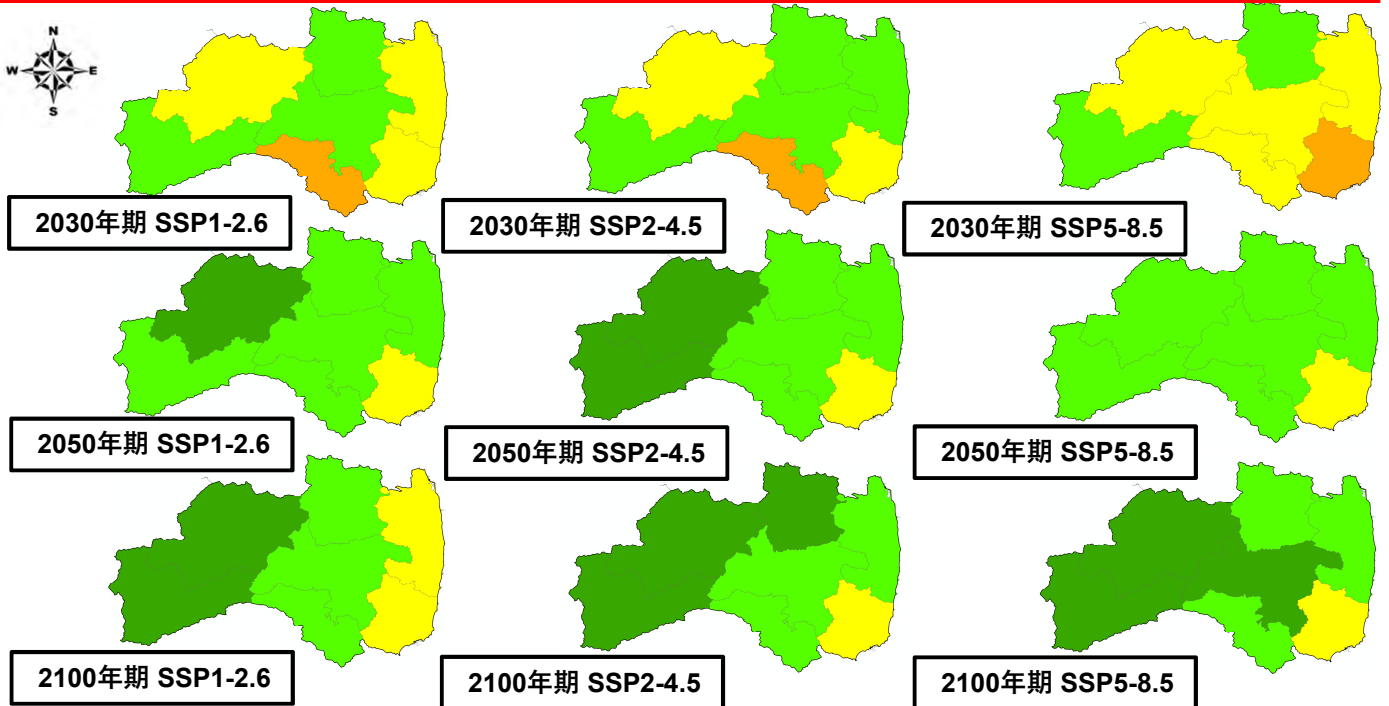 N
W E
S
2030年期 SSP1-2.6
2030年期 SSP2-4.5
2030年期 SSP5-8.5
2050年期 SSP1-2.6
2050年期 SSP2-4.5
2050年期 SSP5-8.5
2100年期 SSP1-2.6
2100年期 SSP2-4.5
2100年期 SSP5-8.5